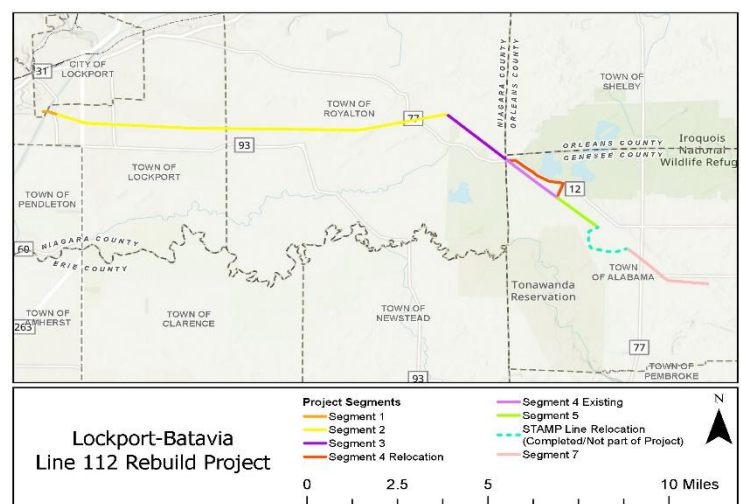 31
CITY OF
LOCKPORT
TOWN OF
ROYALTON
77
NIAGARA COUNTY
ORLEANS COUNTY
TOWN OF
SHELBY
93
TOWN OF
LOCKPORT
ORLEANS COUNTY
GENESEE COUNTY
Iroquois
National
Wildlife Refug
12
TOWN OF
PENDLETON
60
NIAGARA COUNTY
ERIE COUNTY
TOWN OF
AMHERST
263
TOWN OF
CLARENCE
TOWN OF
NEWSTEAD
93
Tonawanda
Reservation
TOWN
OF ALABAMA
77
TOWN OF
PEMBROKE
Lockport-Batavia
Line 112 Rebuild Project
Project Segments
Segment 1
Segment 2
Segment 3
Segment 4 Relocation
Segment 4 Existing
Segment 5
STAMP Line Relocation
(Completed/Not part of Project)
Segment 7
N
0 2.5 5 10 Miles